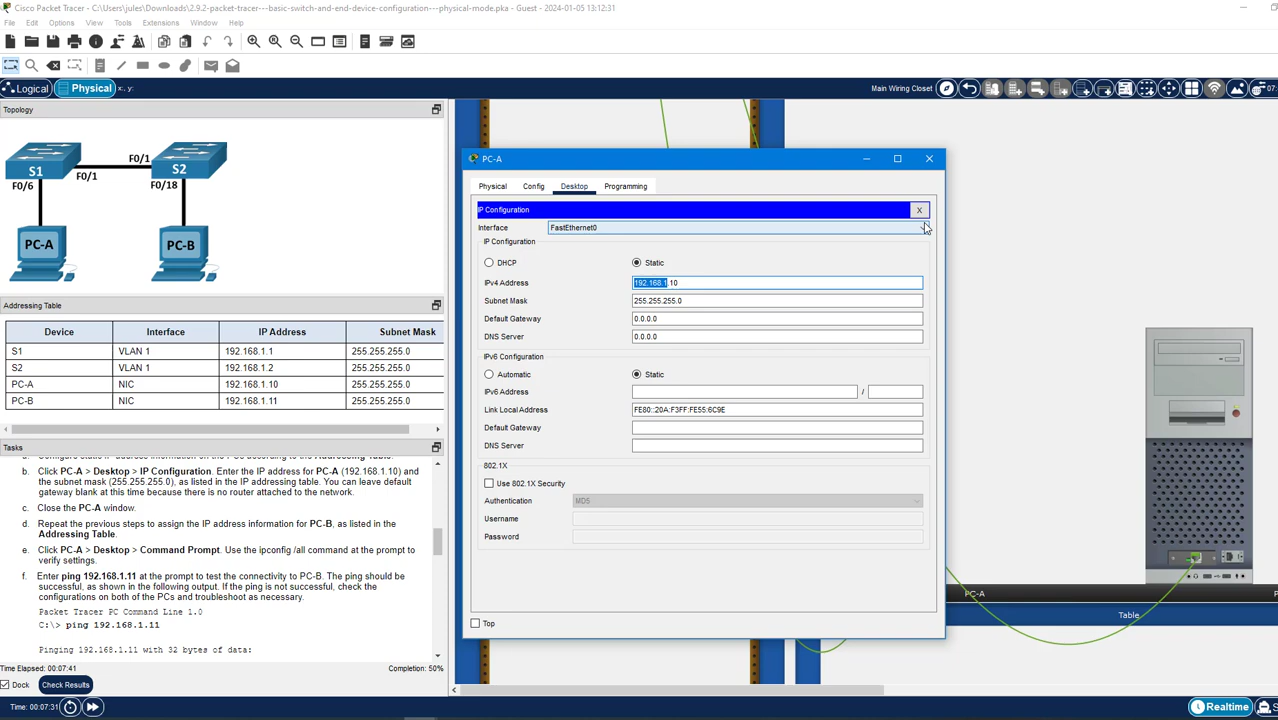 Cisco Packet Tracer - C:\Users\jules\Downloads\2.9.2-packet-tracer---basic-switch-and-end-device-configuration---physical-mode.pka - Guest - 2024-01-05 13:12:31
File Edit Options View Tools Extensions Window Help
Logical Physical x: y:
Main Wiring Closet
07:
Topology
S1 F0/1 F0/1 S2
F0/6 F0/18
PC-A PC-B
Addressing Table
Device Interface IP Address Subnet Mask
S1 VLAN 1 192.168.1.1 255.255.255.0
S2 VLAN 1 192.168.1.2 255.255.255.0
PC-A NIC 192.168.1.10 255.255.255.0
PC-B NIC 192.168.1.11 255.255.255.0
Tasks
b. Click PC-A > Desktop > IP Configuration. Enter the IP address for PC-A (192.168.1.10) and
the subnet mask (255.255.255.0), as listed in the IP addressing table. You can leave default
gateway blank at this time because there is no router attached to the network.
c. Close the PC-A window.
d. Repeat the previous steps to assign the IP address information for PC-B, as listed in the
Addressing Table.
e. Click PC-A > Desktop > Command Prompt. Use the ipconfig /all command at the prompt to
verify settings.
f. Enter ping 192.168.1.11 at the prompt to test the connectivity to PC-B. The ping should be
successful, as shown in the following output. If the ping is not successful, check the
configurations on both of the PCs and troubleshoot as necessary.
Packet Tracer PC Command Line 1.0
C:\> ping 192.168.1.11
Pinging 192.168.1.11 with 32 bytes of data:
Time Elapsed: 00:07:41 Completion: 50%
Dock Check Results
Time: 00:07:31
Realtime
PC-A
Physical Config Desktop Programming
IP Configuration X
Interface FastEthernet0
IP Configuration
DHCP Static
IPv4 Address 192.168.1.10
Subnet Mask 255.255.255.0
Default Gateway 0.0.0.0
DNS Server 0.0.0.0
IPv6 Configuration
Automatic Static
IPv6 Address /
Link Local Address FE80::20A:F3FF:FE55:6C9E
Default Gateway
DNS Server
802.1X
Use 802.1X Security
Authentication MD5
Username
Password
Top
PC-A
Table